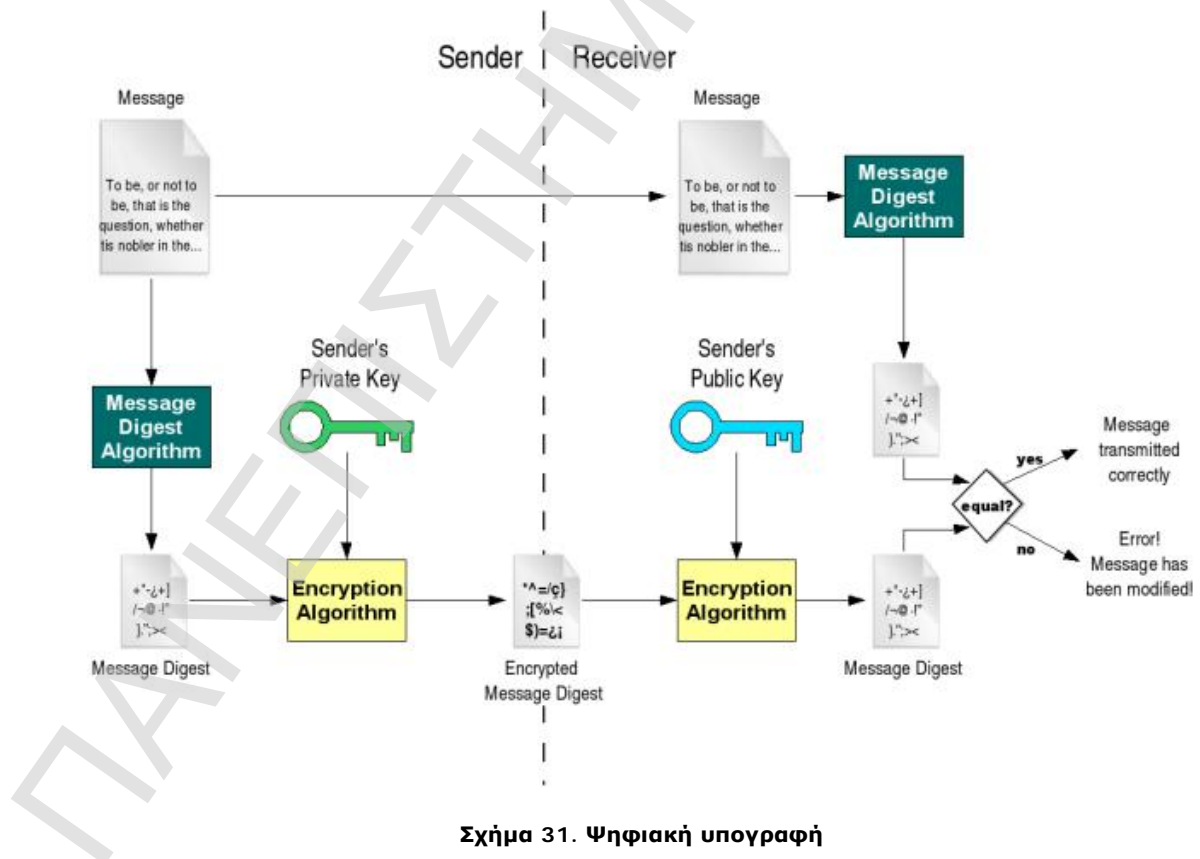 Sender
Receiver
Message
Message
To be, or not to
be, that is the
question, whether
tis nobler in the...
To be, or not to
be, that is the
question, whether
tis nobler in the...
Message
Digest
Algorithm
Sender's
Private Key
Sender's
Public Key
Message
Digest
Algorithm
+*-¿+]
/¬@ -!"
}.";><
equal?
yes
no
Message
transmitted
correctly
Error!
Message has
been modified!
+*-¿+]
/¬@ -!"
}.";><
Message Digest
Encryption
Algorithm
*^=/ç}
;[%\<
$)=¿¡
Encrypted
Message Digest
Encryption
Algorithm
+*-¿+]
/¬@ -!"
}.";><
Message Digest
ΠΑΝΕΠΙΣΤΗΜ
Σχήμα 31. Ψηφιακή υπογραφή